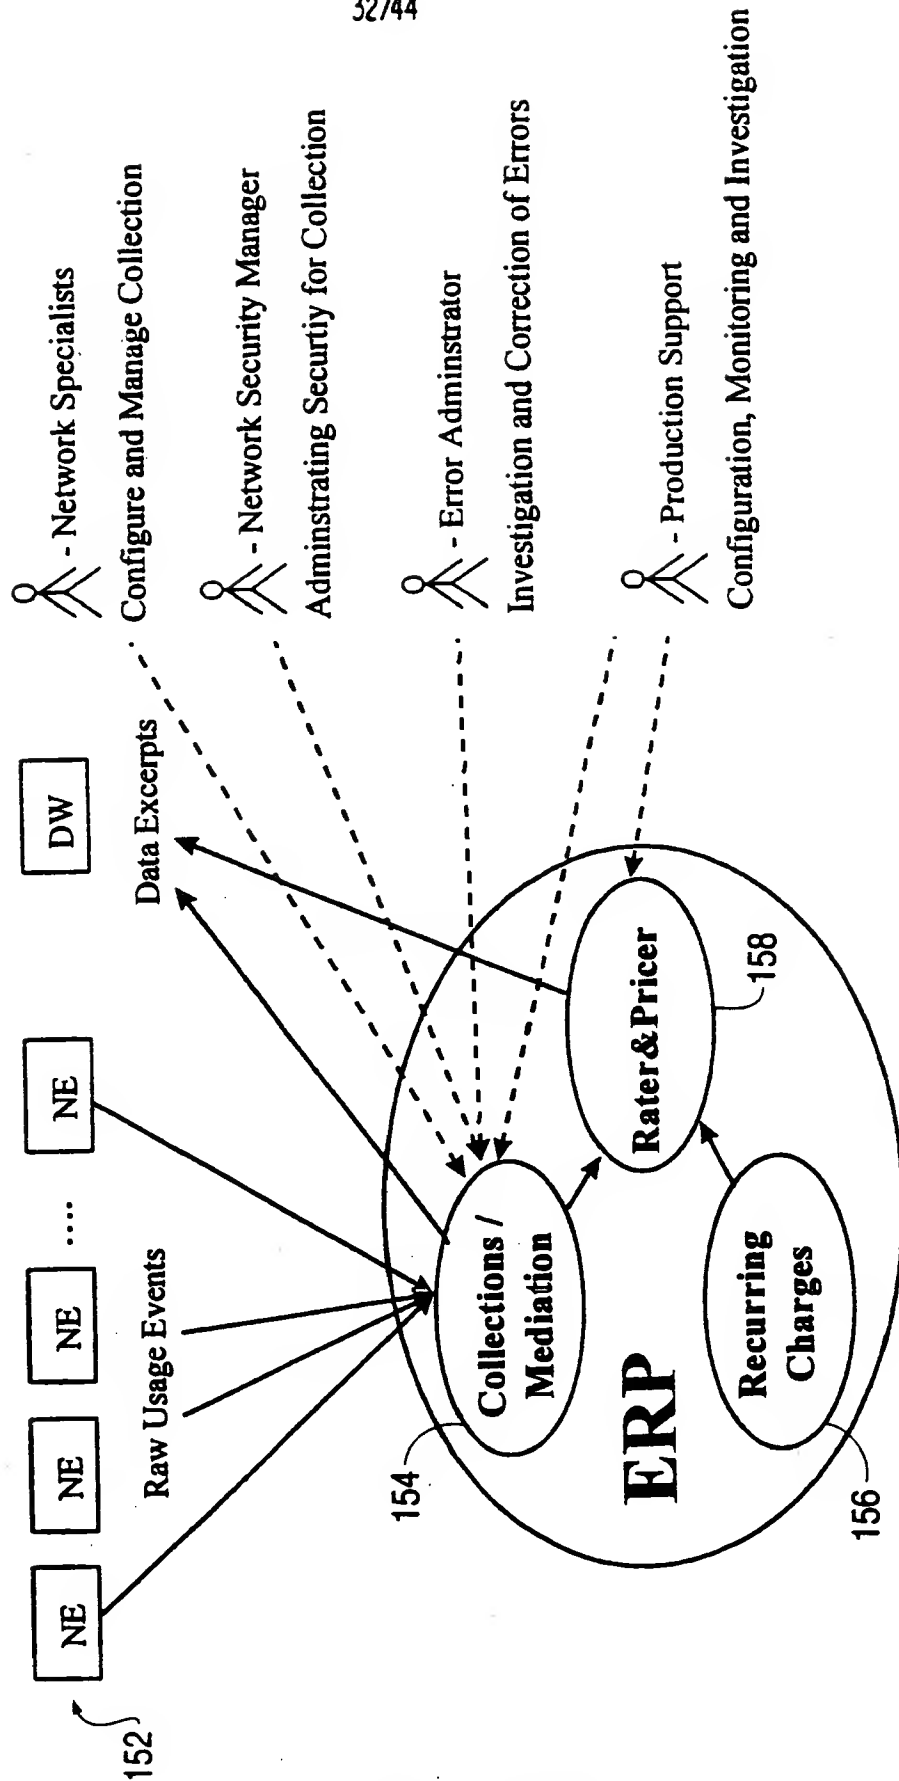 32/44
152
NE
NE
NE
....
NE
DW
Raw Usage Events
Data Excerpts
- Network Specialists
Configure and Manage Collection
- Network Security Manager
Adminstrating Securtiy for Collection
- Error Adminstrator
Investigation and Correction of Errors
- Production Support
Configuration, Monitoring and Investigation
154
Collections /
Mediation
ERP
Rater&Pricer
158
Recurring
Charges
156